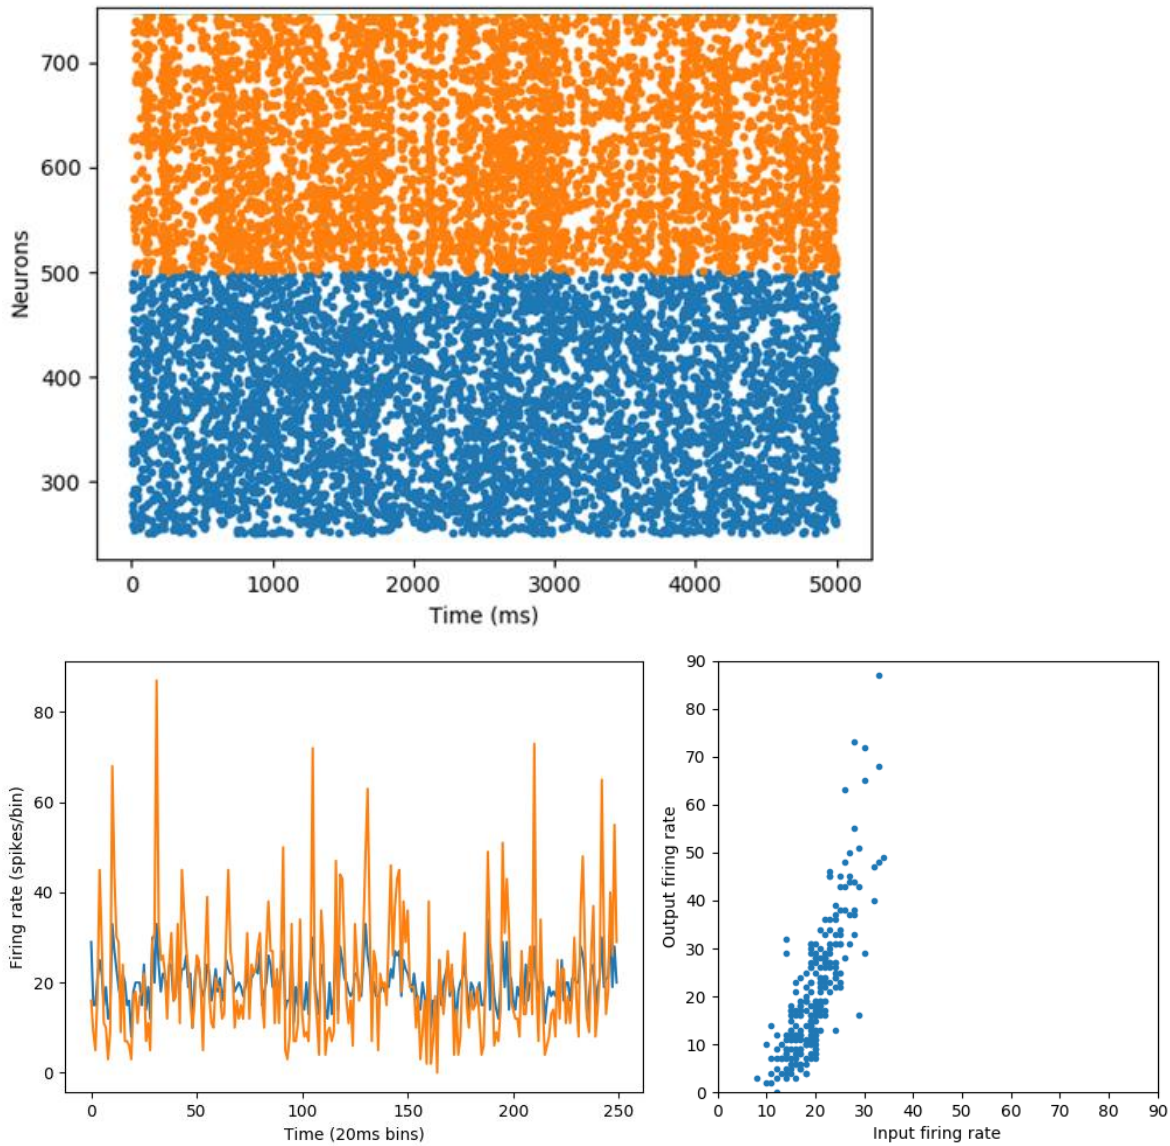 700
600
500
400
300
Neurons
0 1000 2000 3000 4000 5000
Time (ms)
80
60
40
20
0
Firing rate (spikes/bin)
0 50 100 150 200 250
Time (20ms bins)
90
80
70
60
50
40
30
20
10
0
Output firing rate
0 10 20 30 40 50 60 70 80 90
Input firing rate